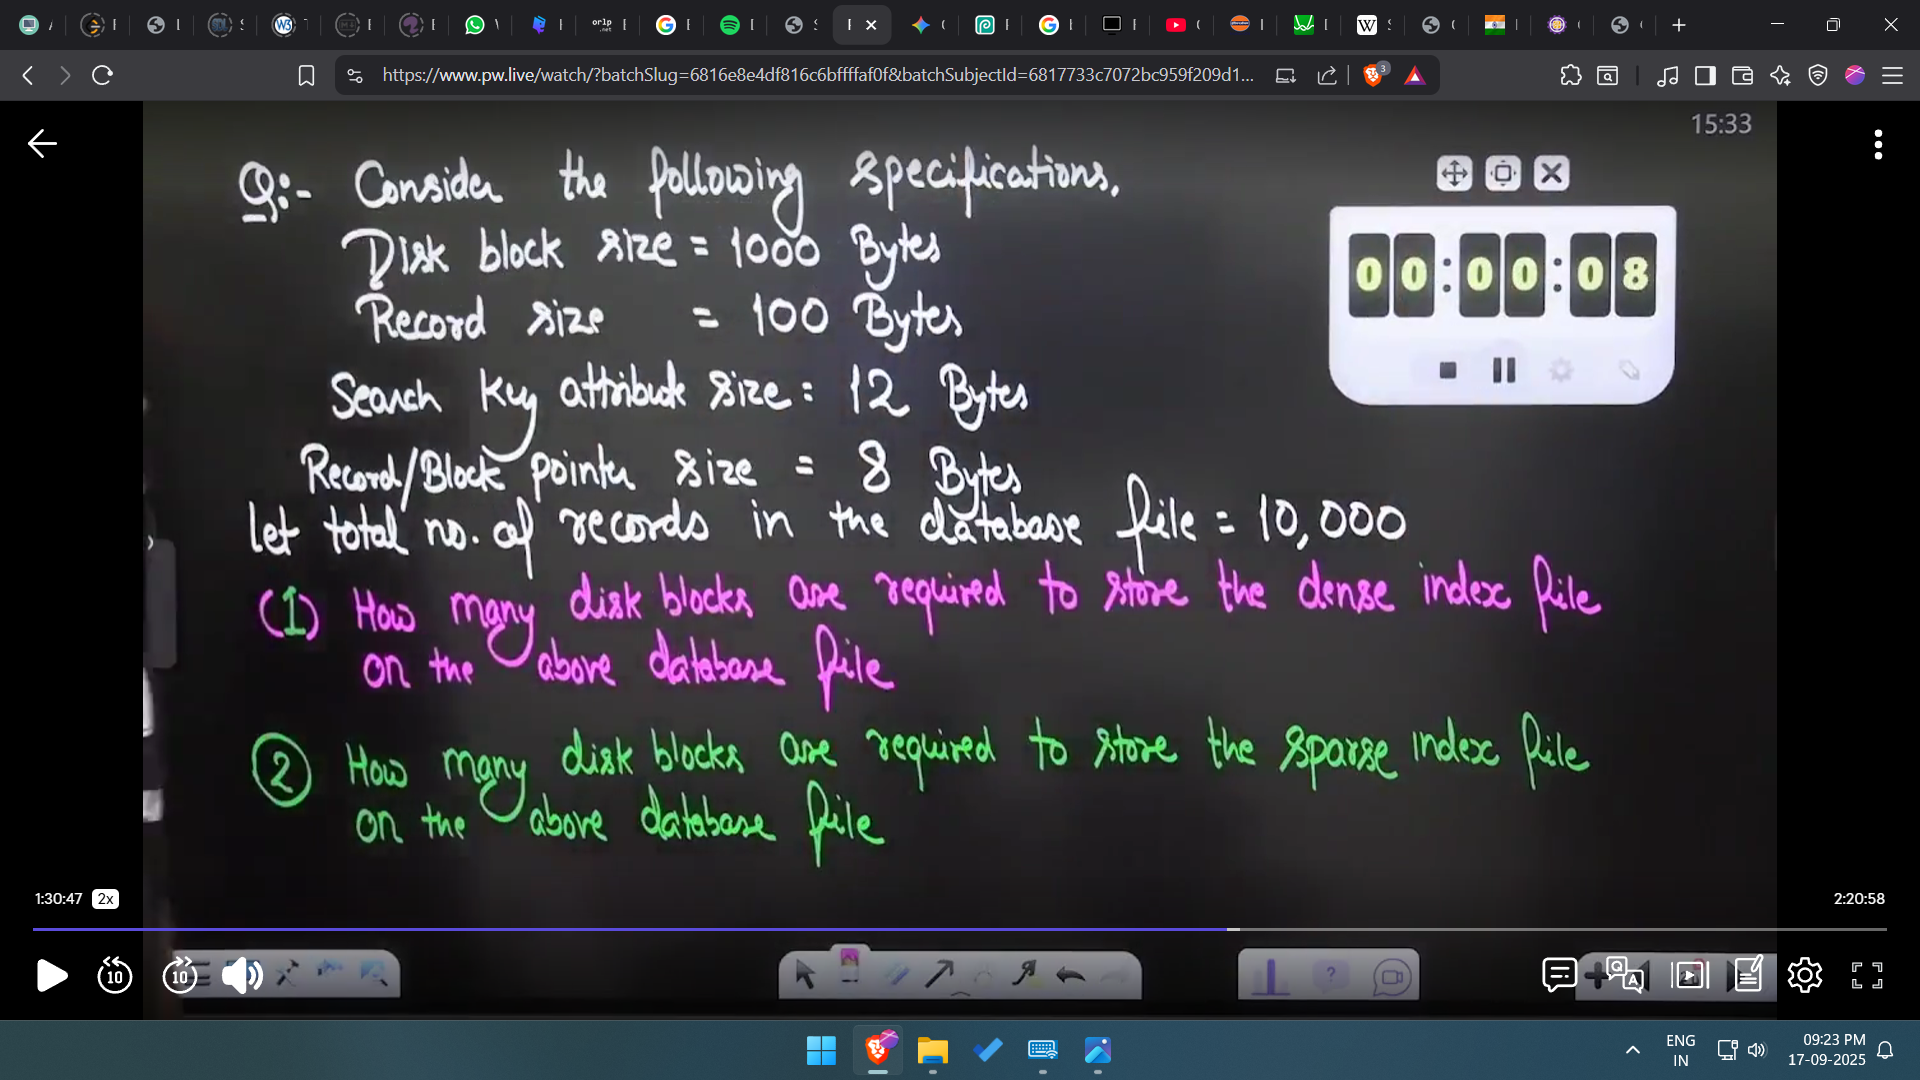 https://www.pw.live/watch/?batchSlug=6816e8e4df816c6bffffaf0f&batchSubjectId=6817733c7072bc959f209d1...
3
15:33
Q:- Consider the following specifications.
Disk block size = 1000 Bytes
Record size = 100 Bytes
Search Key attribute size = 12 Bytes
Record/Block pointer size = 8 Bytes
let total no. of records in the database file = 10,000
(1) How many disk blocks are required to store the dense index file
on the above database file
(2) How many disk blocks are required to store the sparse index file
on the above database file
00:00:08
1:30:47 2x
2:20:58
10 10
ENG
IN
09:23 PM
17-09-2025